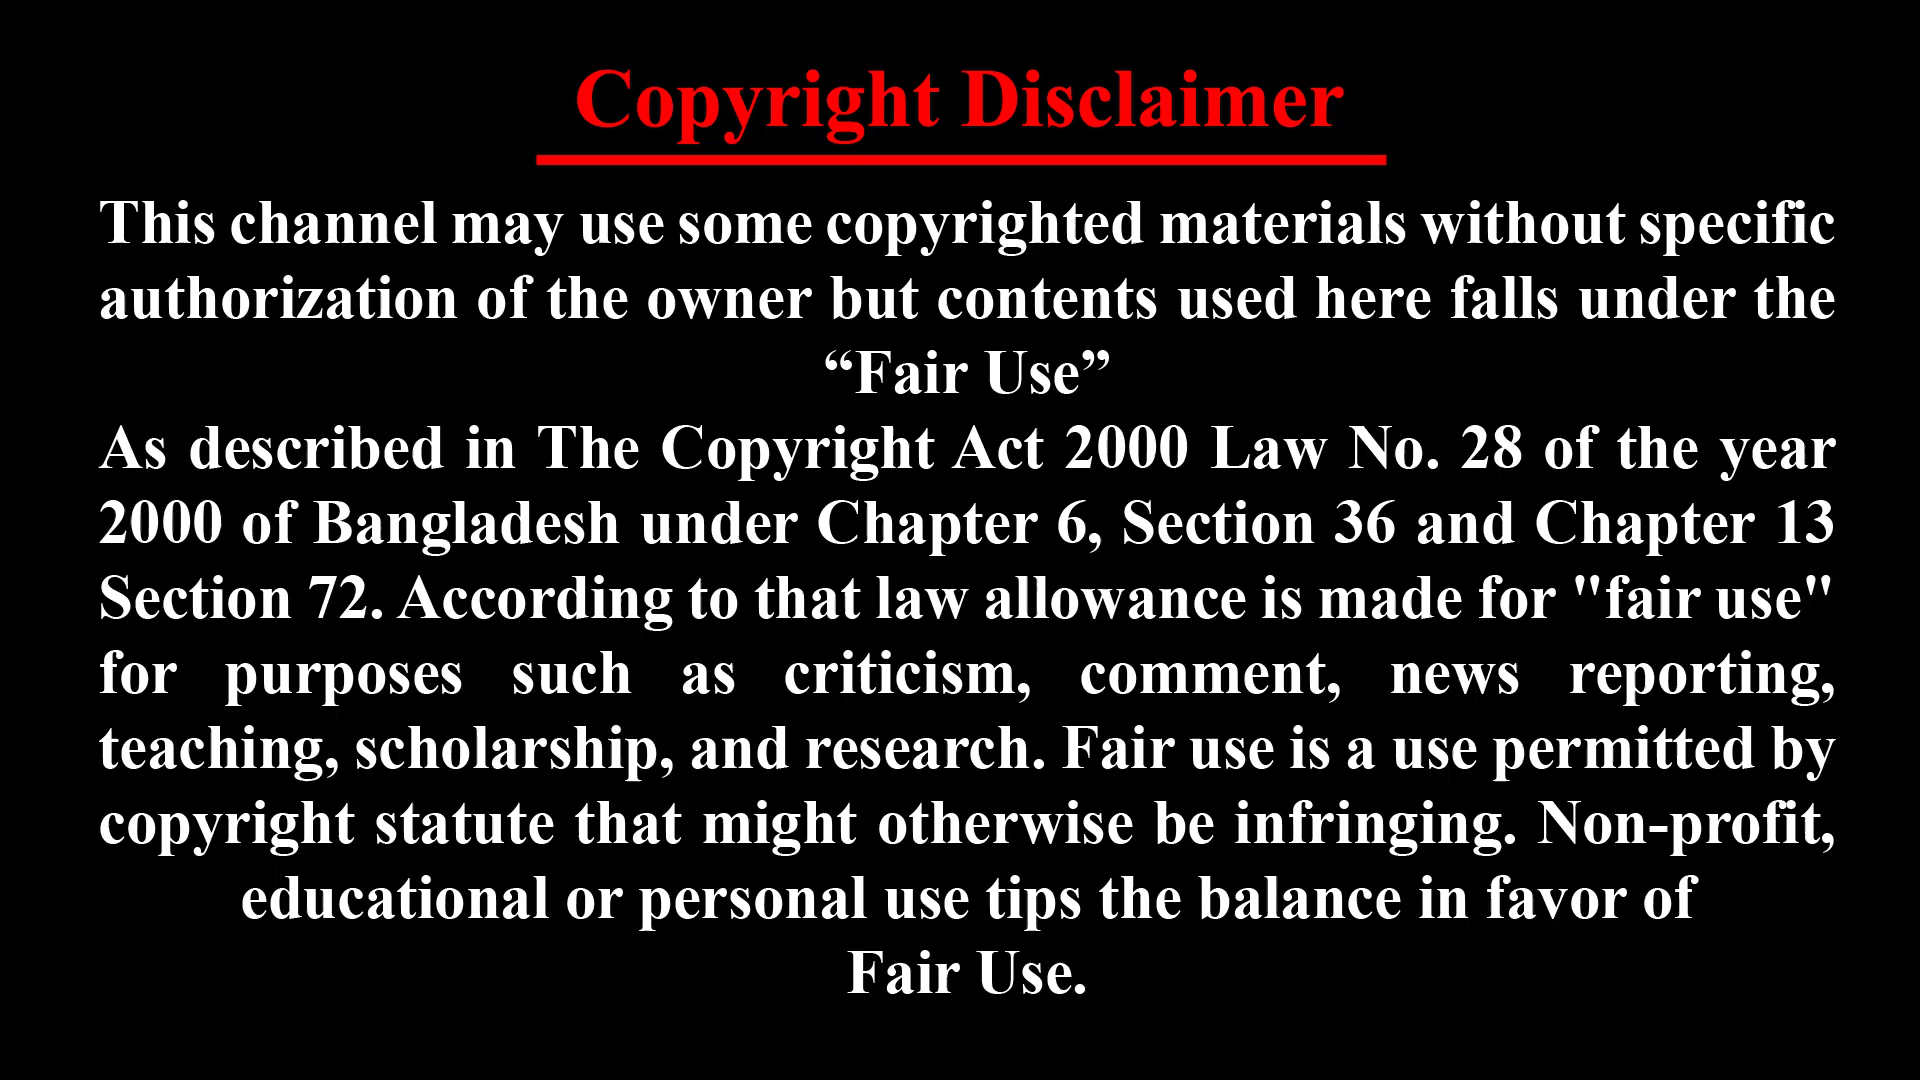 Copyright Disclaimer
This channel may use some copyrighted materials without specific
authorization of the owner but contents used here falls under the
“Fair Use”
As described in The Copyright Act 2000 Law No. 28 of the year
2000 of Bangladesh under Chapter 6, Section 36 and Chapter 13
Section 72. According to that law allowance is made for "fair use"
for purposes such as criticism, comment, news reporting,
teaching, scholarship, and research. Fair use is a use permitted by
copyright statute that might otherwise be infringing. Non-profit,
educational or personal use tips the balance in favor of
Fair Use.